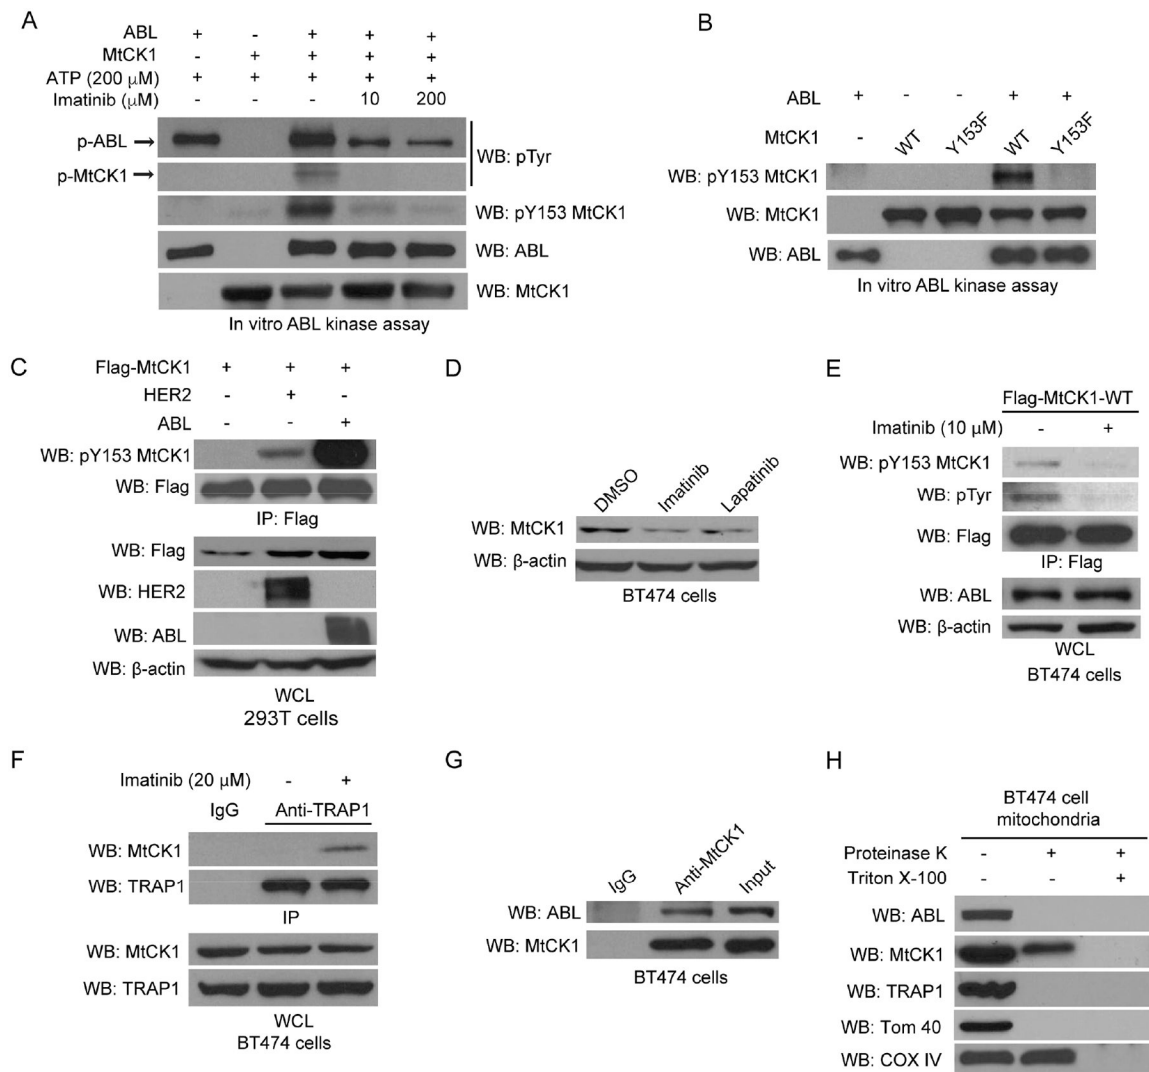 A
ABL + - + + +
MtCK1 - + + + +
ATP (200 μM) + + + + +
Imatinib (μM) - - - 10 200
p-ABL
WB: pTyr
p-MtCK1
WB: pY153 MtCK1
WB: ABL
WB: MtCK1
In vitro ABL kinase assay
B
ABL + - - + +
MtCK1 - WT Y153F WT Y153F
WB: pY153 MtCK1
WB: MtCK1
WB: ABL
In vitro ABL kinase assay
C
Flag-MtCK1 + + +
HER2 - + -
ABL - - +
WB: pY153 MtCK1
WB: Flag
IP: Flag
WB: Flag
WB: HER2
WB: ABL
WB: β-actin
WCL
293T cells
D
DMSO Imatinib Lapatinib
WB: MtCK1
WB: β-actin
BT474 cells
E
Flag-MtCK1-WT
Imatinib (10 μM) - +
WB: pY153 MtCK1
WB: pTyr
WB: Flag
IP: Flag
WB: ABL
WB: β-actin
WCL
BT474 cells
F
Imatinib (20 μM) - +
IgG Anti-TRAP1
WB: MtCK1
WB: TRAP1
IP
WB: MtCK1
WB: TRAP1
WCL
BT474 cells
G
IgG Anti-MtCK1 Input
WB: ABL
WB: MtCK1
BT474 cells
H
BT474 cell
mitochondria
Proteinase K - + +
Triton X-100 - - +
WB: ABL
WB: MtCK1
WB: TRAP1
WB: Tom 40
WB: COX IV